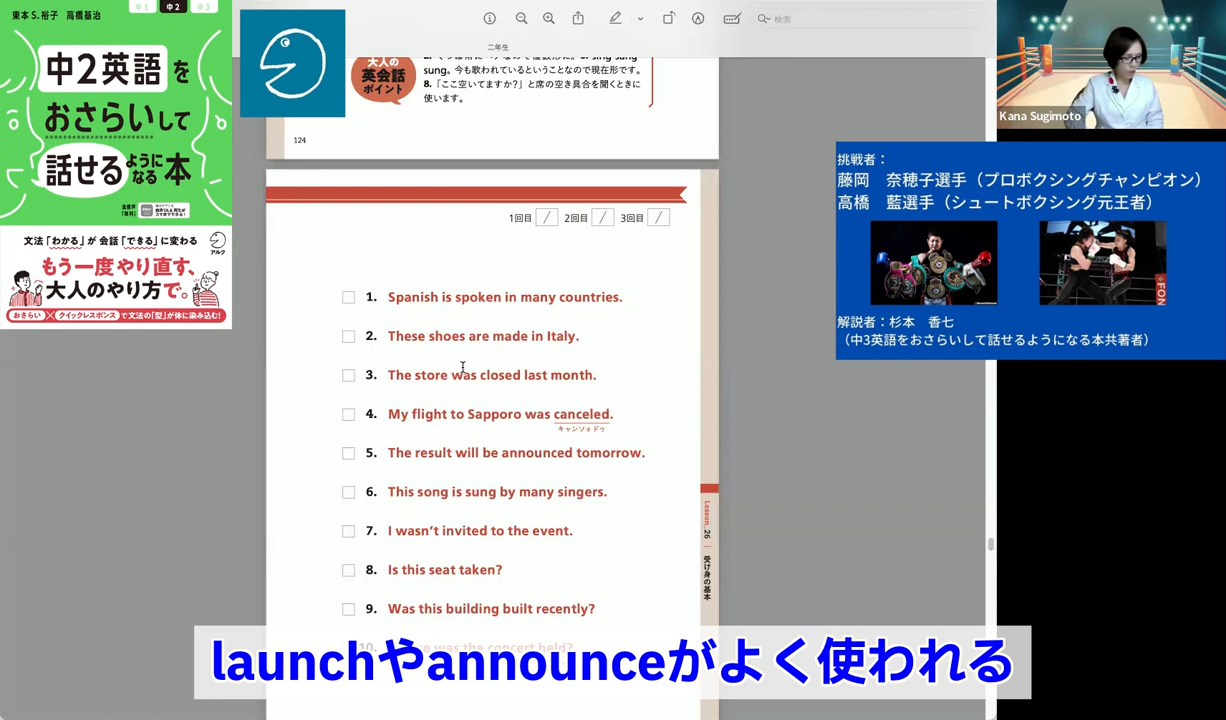 東本S.裕子 高橋基治
中1
中2
中3
中2英語を
おさらいして
話せるようになる本
文法「わかる」が 会話「できる」に変わる
アルク
もう一度やり直す、
大人のやり方で。
おさらい×クイックレスポンスで文法の「型」が体に染み込む!
検索
二年生
大人の
英会話
ポイント
sung。今も歌われているということなので現在形です。
8.「ここ空いてますか?」と席の空き具合を聞くときに
使います。
124
1回目 / 2回目 / 3回目 /
1. Spanish is spoken in many countries.
2. These shoes are made in Italy.
3. The store was closed last month.
4. My flight to Sapporo was canceled.
キャンソォドゥ
5. The result will be announced tomorrow.
6. This song is sung by many singers.
7. I wasn't invited to the event.
8. Is this seat taken?
9. Was this building built recently?
10. Where was the concert held?
Lesson_26 | 受け身の基本
Kana Sugimoto
挑戦者：
藤岡 奈穂子選手（プロボクシングチャンピオン）
高橋 藍選手（シュートボクシング元王者）
解説者：杉本 香七
（中3英語をおさらいして話せるようになる本共著者）
launchやannounceがよく使われる